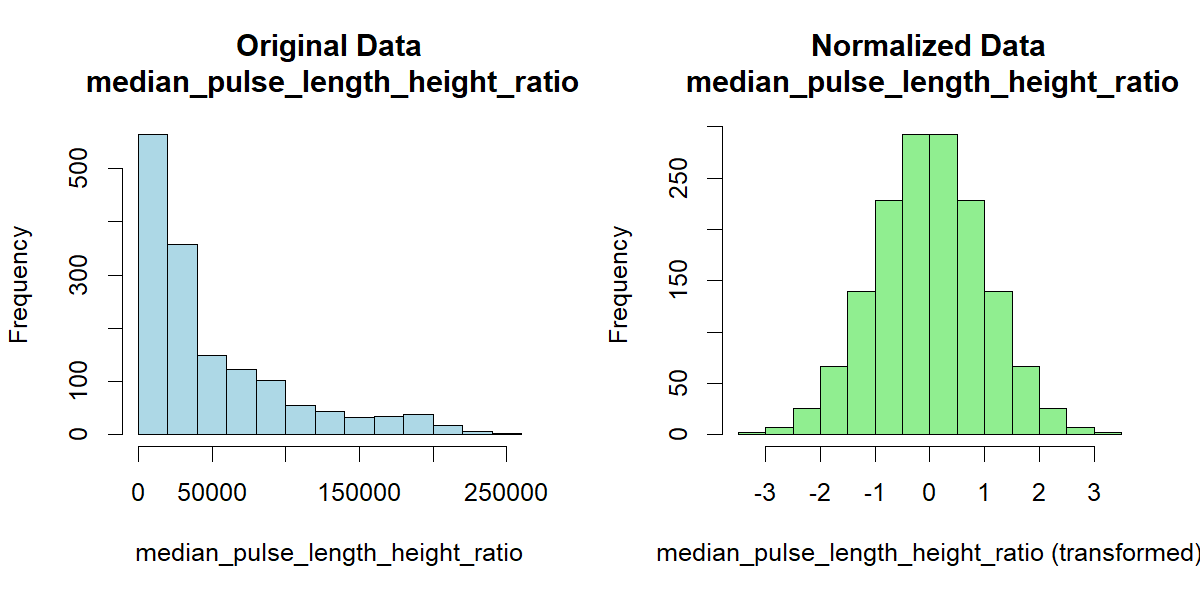 Original Data
median_pulse_length_height_ratio
Frequency
500
300
100
0
0 50000 150000 250000
median_pulse_length_height_ratio
Normalized Data
median_pulse_length_height_ratio
Frequency
250
150
50
0
-3 -2 -1 0 1 2 3
median_pulse_length_height_ratio (transformed)